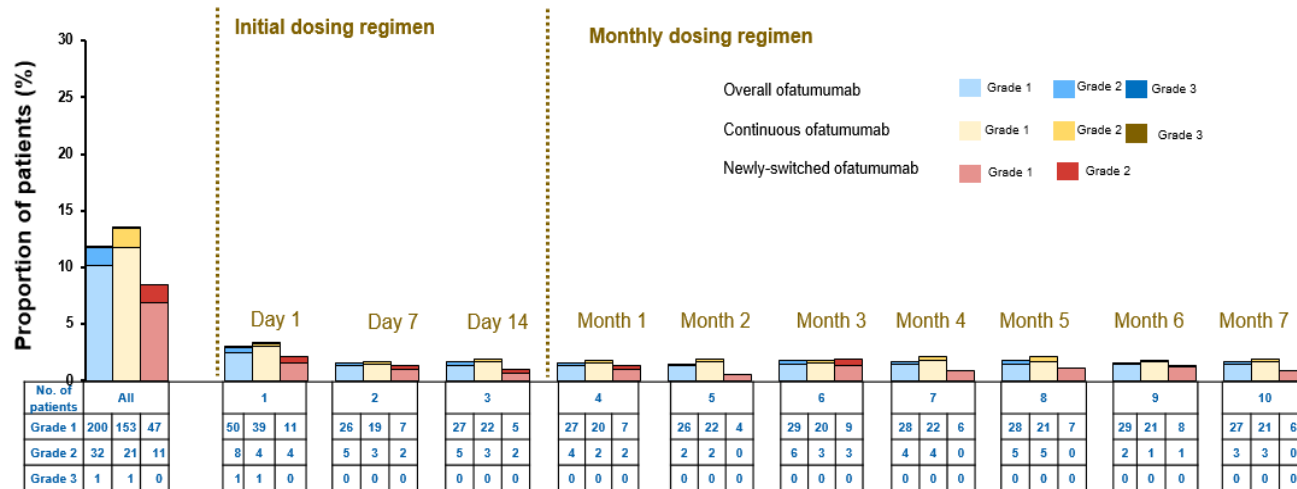 Initial dosing regimen
Monthly dosing regimen
Proportion of patients (%)
30
25
20
15
10
5
0
Overall ofatumumab Grade 1 Grade 2 Grade 3
Continuous ofatumumab Grade 1 Grade 2 Grade 3
Newly-switched ofatumumab Grade 1 Grade 2
Day 1 Day 7 Day 14 Month 1 Month 2 Month 3 Month 4 Month 5 Month 6 Month 7
No. of patients All 1 2 3 4 5 6 7 8 9 10
Grade 1 200 153 47 50 39 11 26 19 7 27 22 5 27 20 7 26 22 4 29 20 9 28 22 6 28 21 7 29 21 8 27 21 6
Grade 2 32 21 11 8 4 4 5 3 2 5 3 2 4 2 2 2 2 0 6 3 3 4 4 0 5 5 0 2 1 1 3 3 0
Grade 3 1 1 0 1 1 0 0 0 0 0 0 0 0 0 0 0 0 0 0 0 0 0 0 0 0 0 0 0 0 0 0 0 0